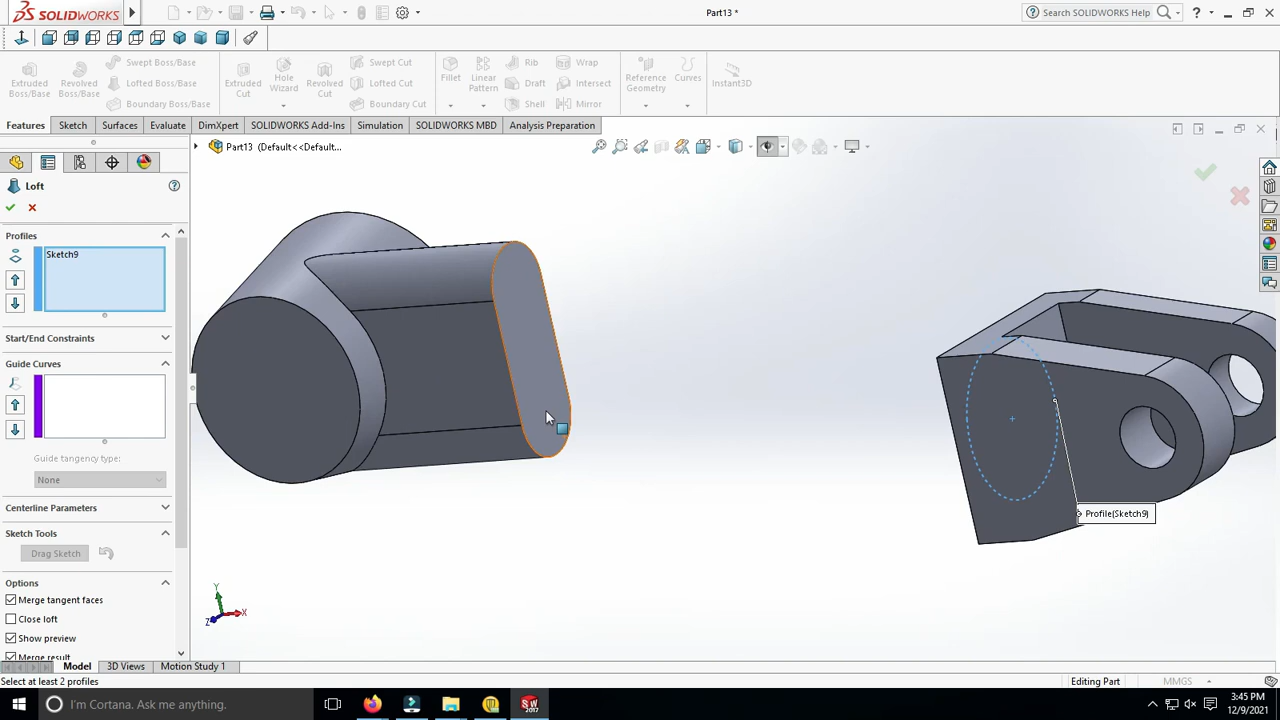 SOLIDWORKS
Part13 *
Search SOLIDWORKS Help
Extruded Boss/Base
Revolved Boss/Base
Swept Boss/Base
Lofted Boss/Base
Boundary Boss/Base
Extruded Cut
Hole Wizard
Revolved Cut
Swept Cut
Lofted Cut
Boundary Cut
Fillet
Linear Pattern
Rib
Draft
Shell
Wrap
Intersect
Mirror
Reference Geometry
Curves
Instant3D
Features
Sketch
Surfaces
Evaluate
DimXpert
SOLIDWORKS Add-Ins
Simulation
SOLIDWORKS MBD
Analysis Preparation
Part13 (Default<<Default...
Loft
Profiles
Sketch9
Start/End Constraints
Guide Curves
Guide tangency type:
None
Centerline Parameters
Sketch Tools
Drag Sketch
Options
Merge tangent faces
Close loft
Show preview
Merge result
Profile(Sketch9)
Y
X
Z
Model
3D Views
Motion Study 1
Select at least 2 profiles
Editing Part
MMGS
I'm Cortana. Ask me anything.
SW
2017
3:45 PM
12/9/2021